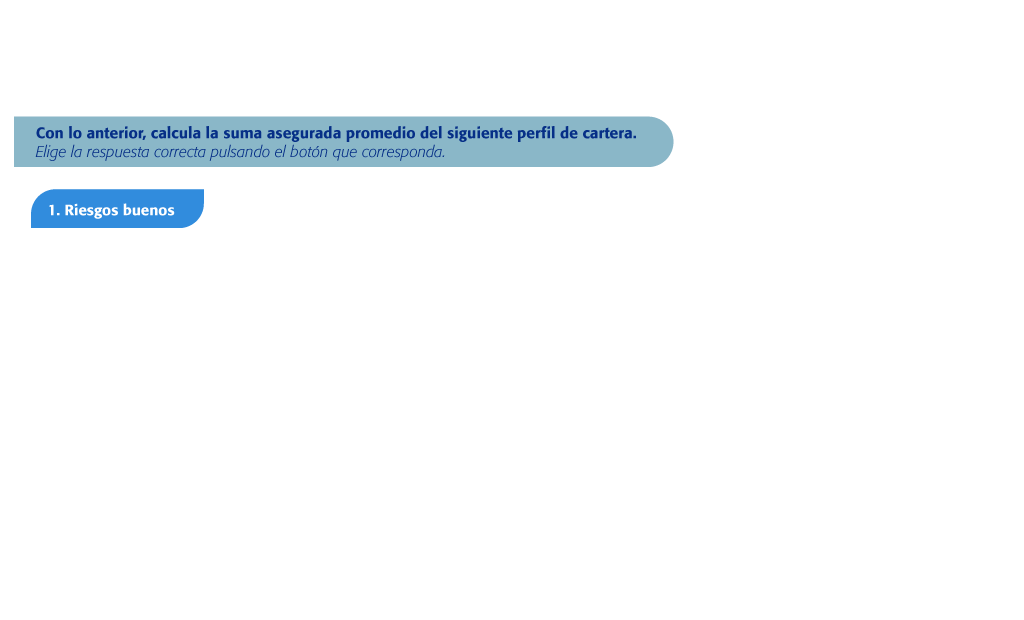 Con lo anterior, calcula la suma asegurada promedio del siguiente perfil de cartera.
Elige la respuesta correcta pulsando el botón que corresponda.
1. Riesgos buenos